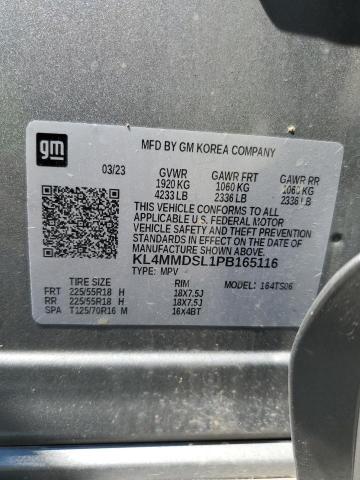 gm
MFD BY GM KOREA COMPANY
03/23 GVWR GAWR FRT GAWR RR
1920 KG 1060 KG 1060 KG
4233 LB 2336 LB 2336 LB
THIS VEHICLE CONFORMS TO ALL
APPLICABLE U.S. FEDERAL MOTOR
VEHICLE SAFETY AND THEFT PREVENTION
STANDARDS IN EFFECT ON THE DATE OF
MANUFACTURE SHOWN ABOVE.
KL4MMDSL1PB165116
TYPE: MPV MODEL: 164TS06
TIRE SIZE RIM
FRT 225/55R18 H 18X7.5J
RR 225/55R18 H 18X7.5J
SPA T125/70R16 M 16X4BT